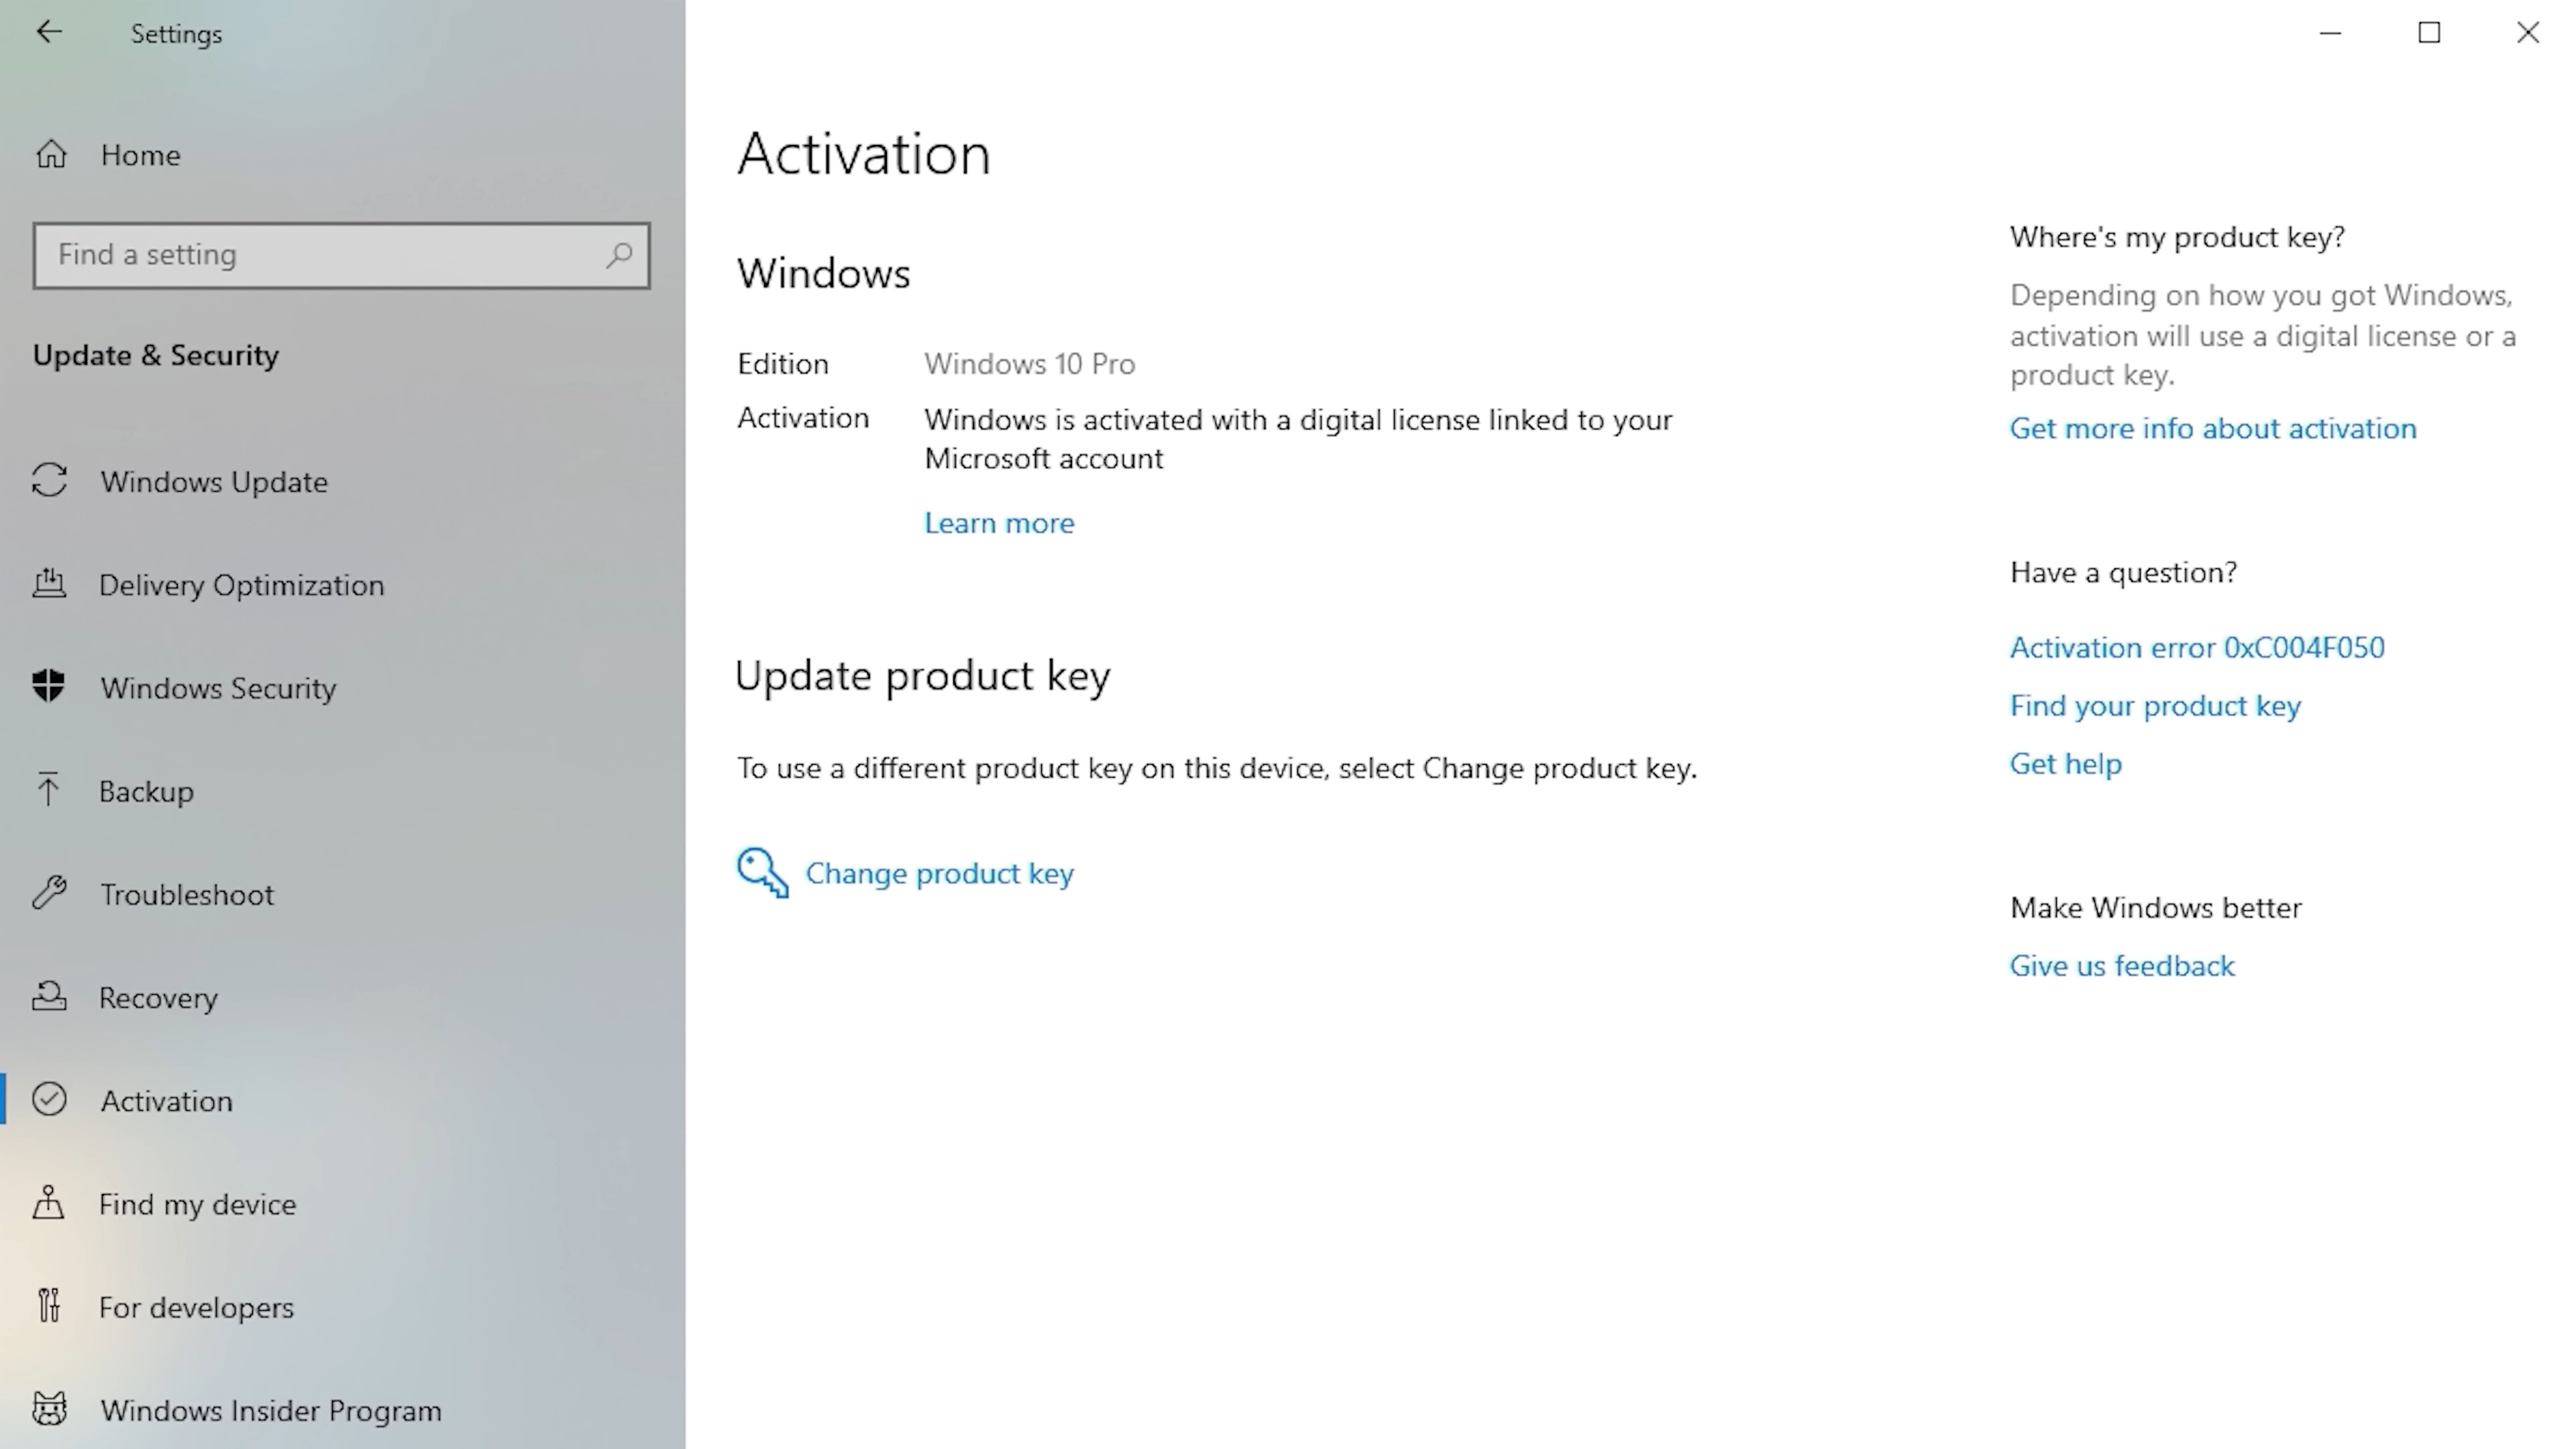 Settings
Home
Find a setting
Update & Security
Windows Update
Delivery Optimization
Windows Security
Backup
Troubleshoot
Recovery
Activation
Find my device
For developers
Windows Insider Program
Activation
Windows
Edition Windows 10 Pro
Activation Windows is activated with a digital license linked to your
Microsoft account
Learn more
Update product key
To use a different product key on this device, select Change product key.
Change product key
Where's my product key?
Depending on how you got Windows,
activation will use a digital license or a
product key.
Get more info about activation
Have a question?
Activation error 0xC004F050
Find your product key
Get help
Make Windows better
Give us feedback